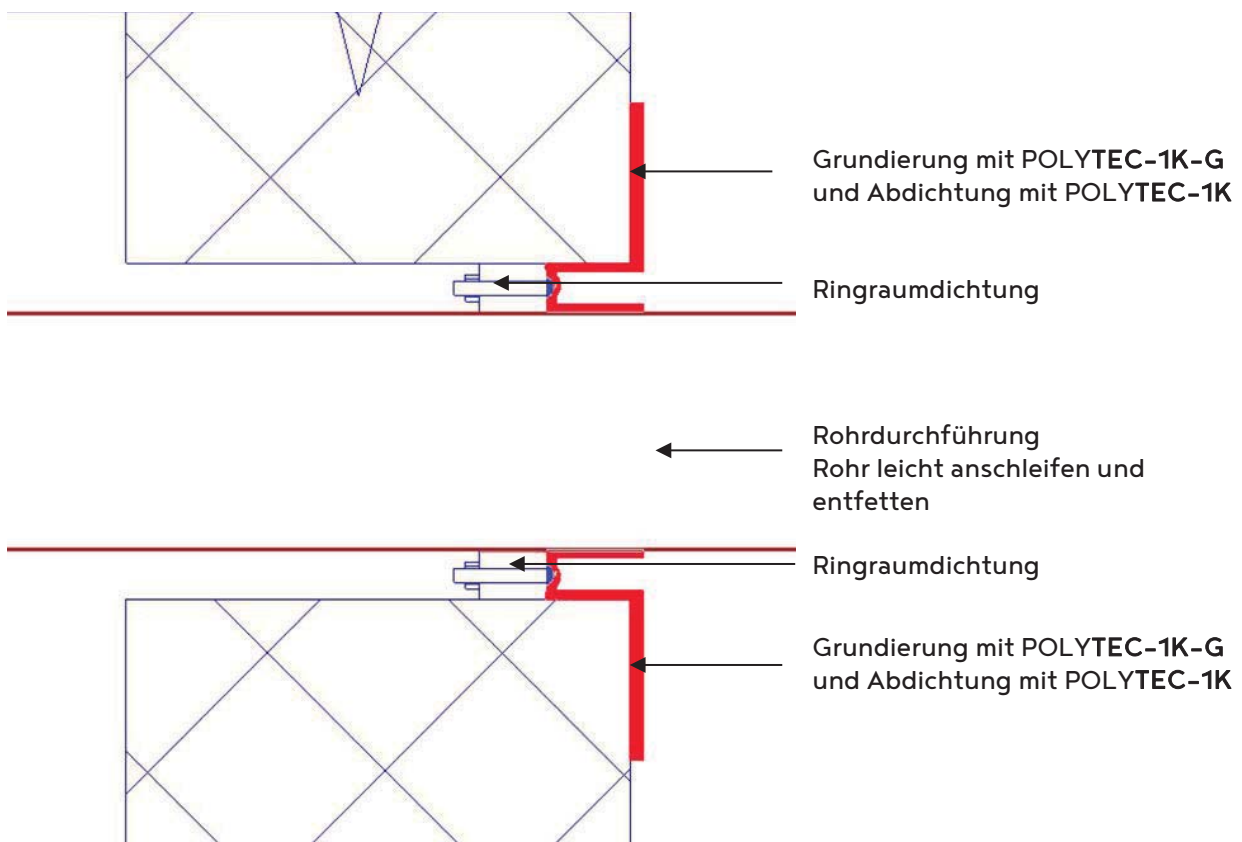 Grundierung mit POLYTEC-1K-G
und Abdichtung mit POLYTEC-1K
Ringraumdichtung
Rohrdurchführung
Rohr leicht anschleifen und
entfetten
Ringraumdichtung
Grundierung mit POLYTEC-1K-G
und Abdichtung mit POLYTEC-1K